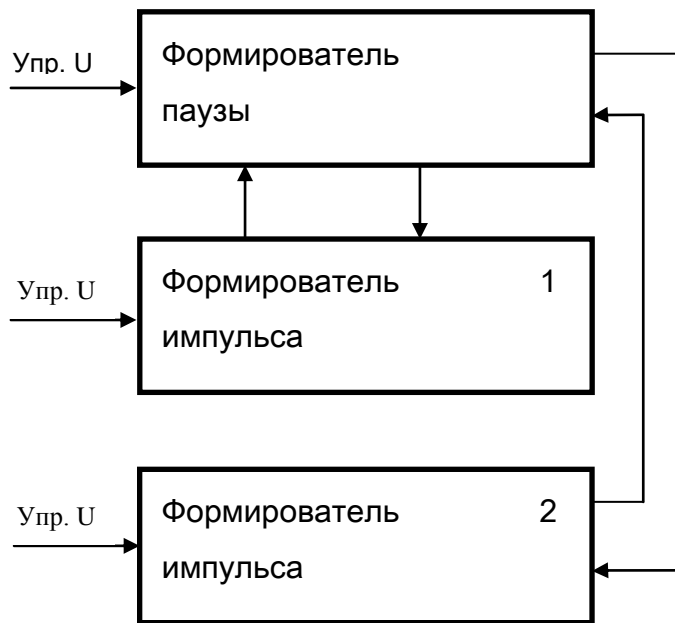 Упр. U
Формирователь
паузы
Упр. U
Формирователь 1
импульса
Упр. U
Формирователь 2
импульса